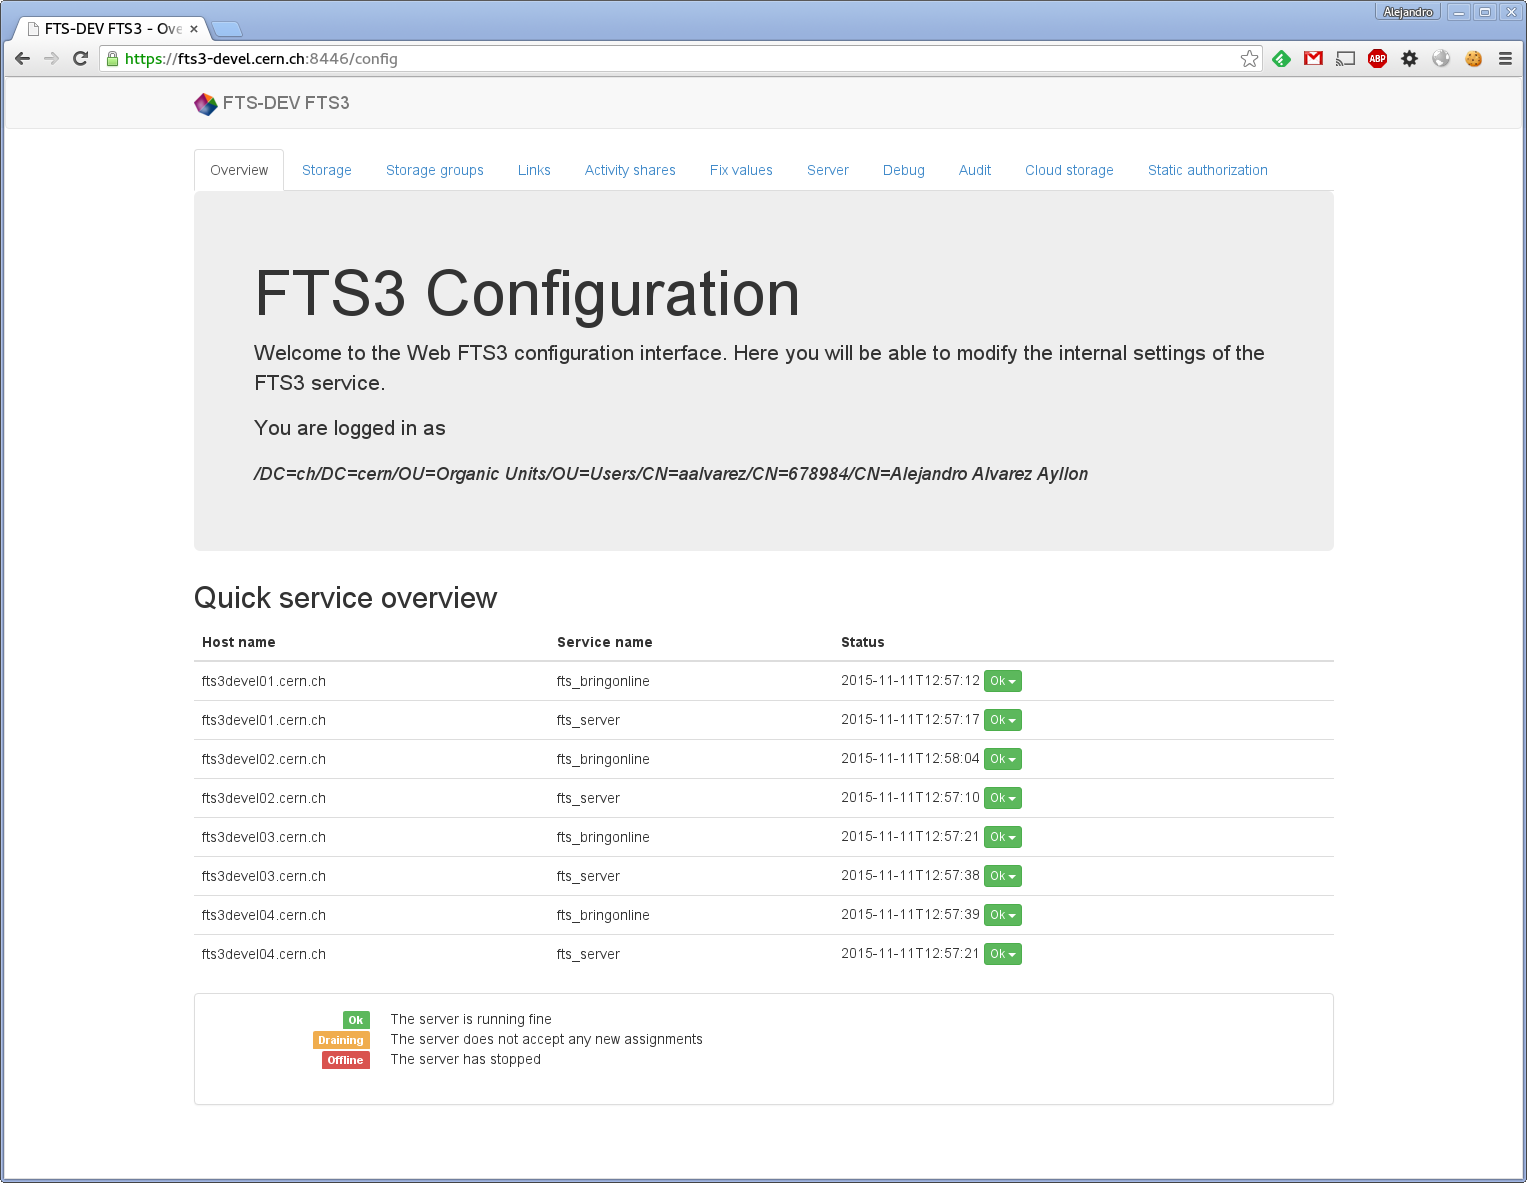 Alejandro
FTS-DEV FTS3 - Ove
https://fts3-devel.cern.ch:8446/config
ABP
FTS-DEV FTS3
Overview Storage Storage groups Links Activity shares Fix values Server Debug Audit Cloud storage Static authorization
FTS3 Configuration
Welcome to the Web FTS3 configuration interface. Here you will be able to modify the internal settings of the
FTS3 service.
You are logged in as
/DC=ch/DC=cern/OU=Organic Units/OU=Users/CN=aalvarez/CN=678984/CN=Alejandro Alvarez Ayllon
Quick service overview
Host name Service name Status
fts3devel01.cern.ch fts_bringonline 2015-11-11T12:57:12 Ok
fts3devel01.cern.ch fts_server 2015-11-11T12:57:17 Ok
fts3devel02.cern.ch fts_bringonline 2015-11-11T12:58:04 Ok
fts3devel02.cern.ch fts_server 2015-11-11T12:57:10 Ok
fts3devel03.cern.ch fts_bringonline 2015-11-11T12:57:21 Ok
fts3devel03.cern.ch fts_server 2015-11-11T12:57:38 Ok
fts3devel04.cern.ch fts_bringonline 2015-11-11T12:57:39 Ok
fts3devel04.cern.ch fts_server 2015-11-11T12:57:21 Ok
Ok The server is running fine
Draining The server does not accept any new assignments
Offline The server has stopped